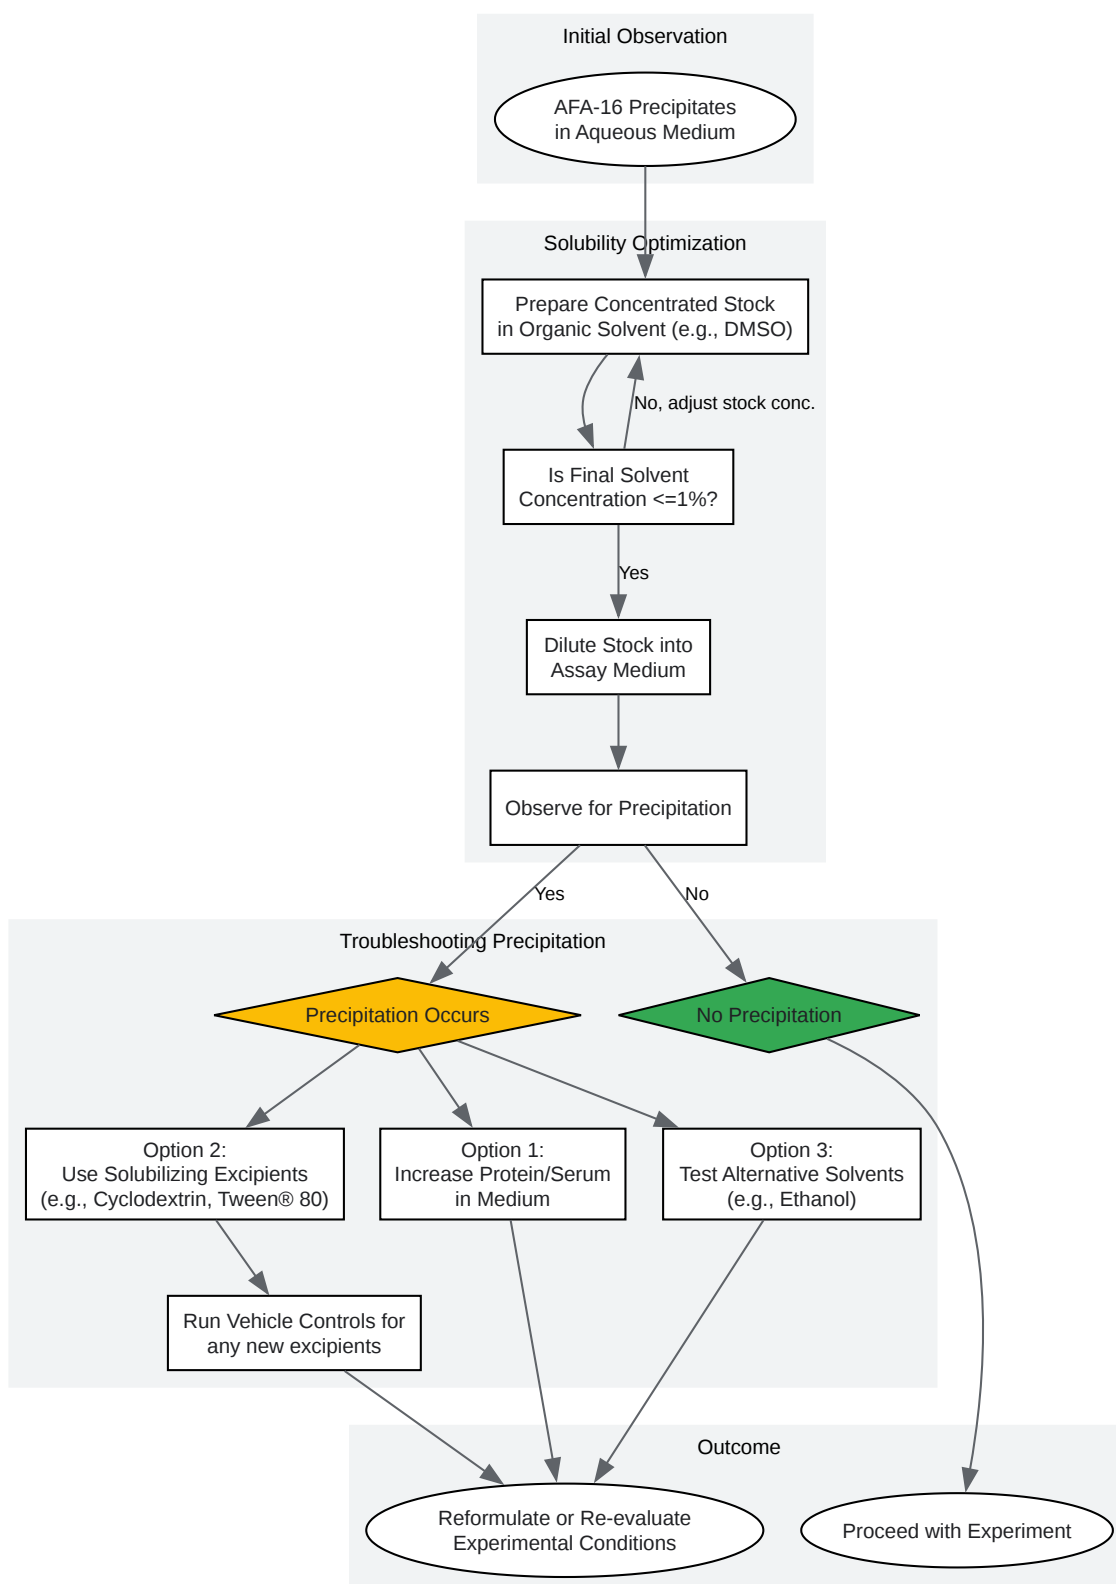 Initial Observation
AFA-16 Precipitates
in Aqueous Medium
Solubility Optimization
Prepare Concentrated Stock
in Organic Solvent (e.g., DMSO)
No, adjust stock conc.
Is Final Solvent
Concentration <=1%?
Yes
Dilute Stock into
Assay Medium
Observe for Precipitation
Yes
No
Troubleshooting Precipitation
Precipitation Occurs
No Precipitation
Option 2:
Use Solubilizing Excipients
(e.g., Cyclodextrin, Tween® 80)
Option 1:
Increase Protein/Serum
in Medium
Option 3:
Test Alternative Solvents
(e.g., Ethanol)
Run Vehicle Controls for
any new excipients
Outcome
Reformulate or Re-evaluate
Experimental Conditions
Proceed with Experiment